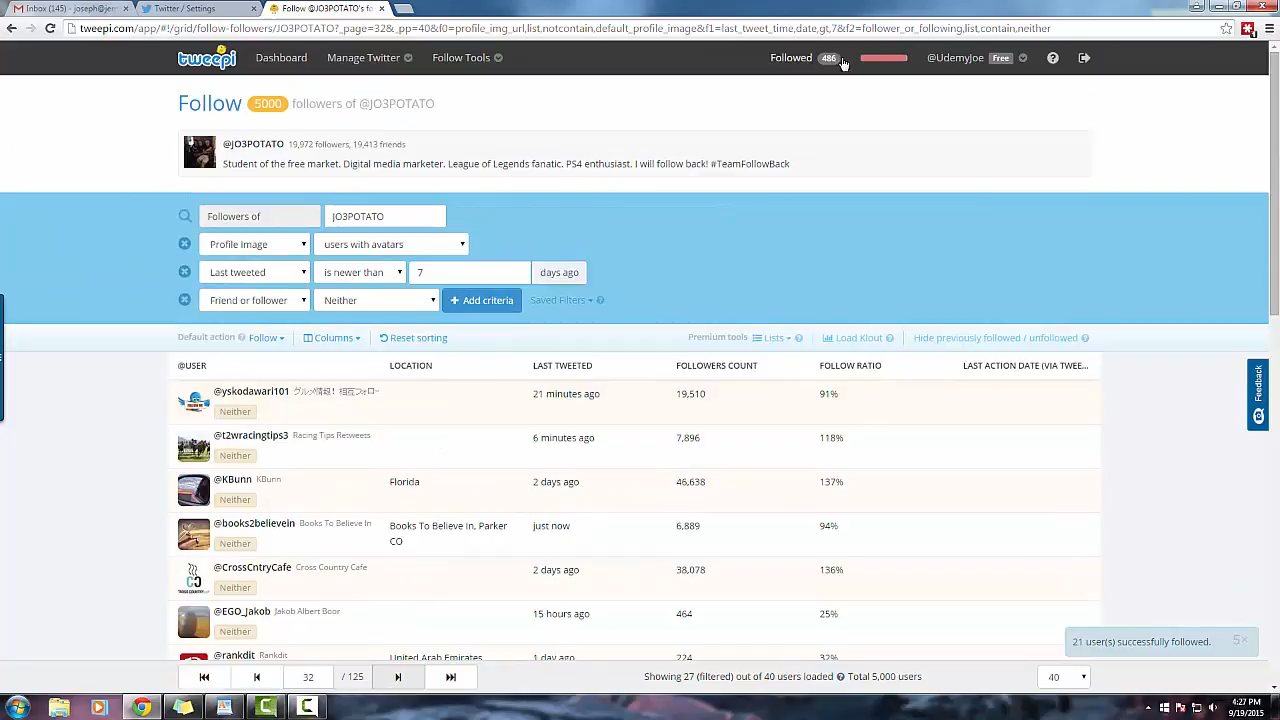 Inbox (145) - joseph@jerr
Twitter / Settings
Follow @JO3POTATO's
tweepi.com/app/#!/grid/follow-followers/JO3POTATO?_page=32&_pp=40&f0=profile_img_url,list,notcontain,default_profile_image&f1=last_tweet_time,date,gt,7&f2=follower_or_following,list,contain,neither
tweepi Dashboard Manage Twitter Follow Tools Followed 486 @UdemyJoe Free
Follow 5000 followers of @JO3POTATO
@JO3POTATO 19,972 followers, 19,413 friends
Student of the free market. Digital media marketer. League of Legends fanatic. PS4 enthusiast. I will follow back! #TeamFollowBack
Followers of JO3POTATO
Profile Image users with avatars
Last tweeted is newer than 7 days ago
Friend or follower Neither + Add criteria Saved Filters
Default action Follow Columns Reset sorting Premium tools Lists Load Klout Hide previously followed / unfollowed
@USER LOCATION LAST TWEETED FOLLOWERS COUNT FOLLOW RATIO LAST ACTION DATE (VIA TWEE...
@yskodawari101 21 minutes ago 19,510 91%
Neither
@t2wracingtips3 Racing Tips Retweets 6 minutes ago 7,896 118%
Neither
@KBunn KBunn Florida 2 days ago 46,638 137%
Neither
@books2believein Books To Believe In Books To Believe in, Parker just now 6,889 94%
CO
Neither
@CrossCntryCafe Cross Country Cafe 2 days ago 38,078 136%
Neither
@EGO_Jakob Jakob Albert Boor 15 hours ago 464 25%
Neither
@rankdit Rankdit United Arab Emirates 1 day ago 224 32%
21 user(s) successfully followed. 5×
32 / 125 Showing 27 (filtered) out of 40 users loaded Total 5,000 users 40
Feedback
4:27 PM
9/19/2015